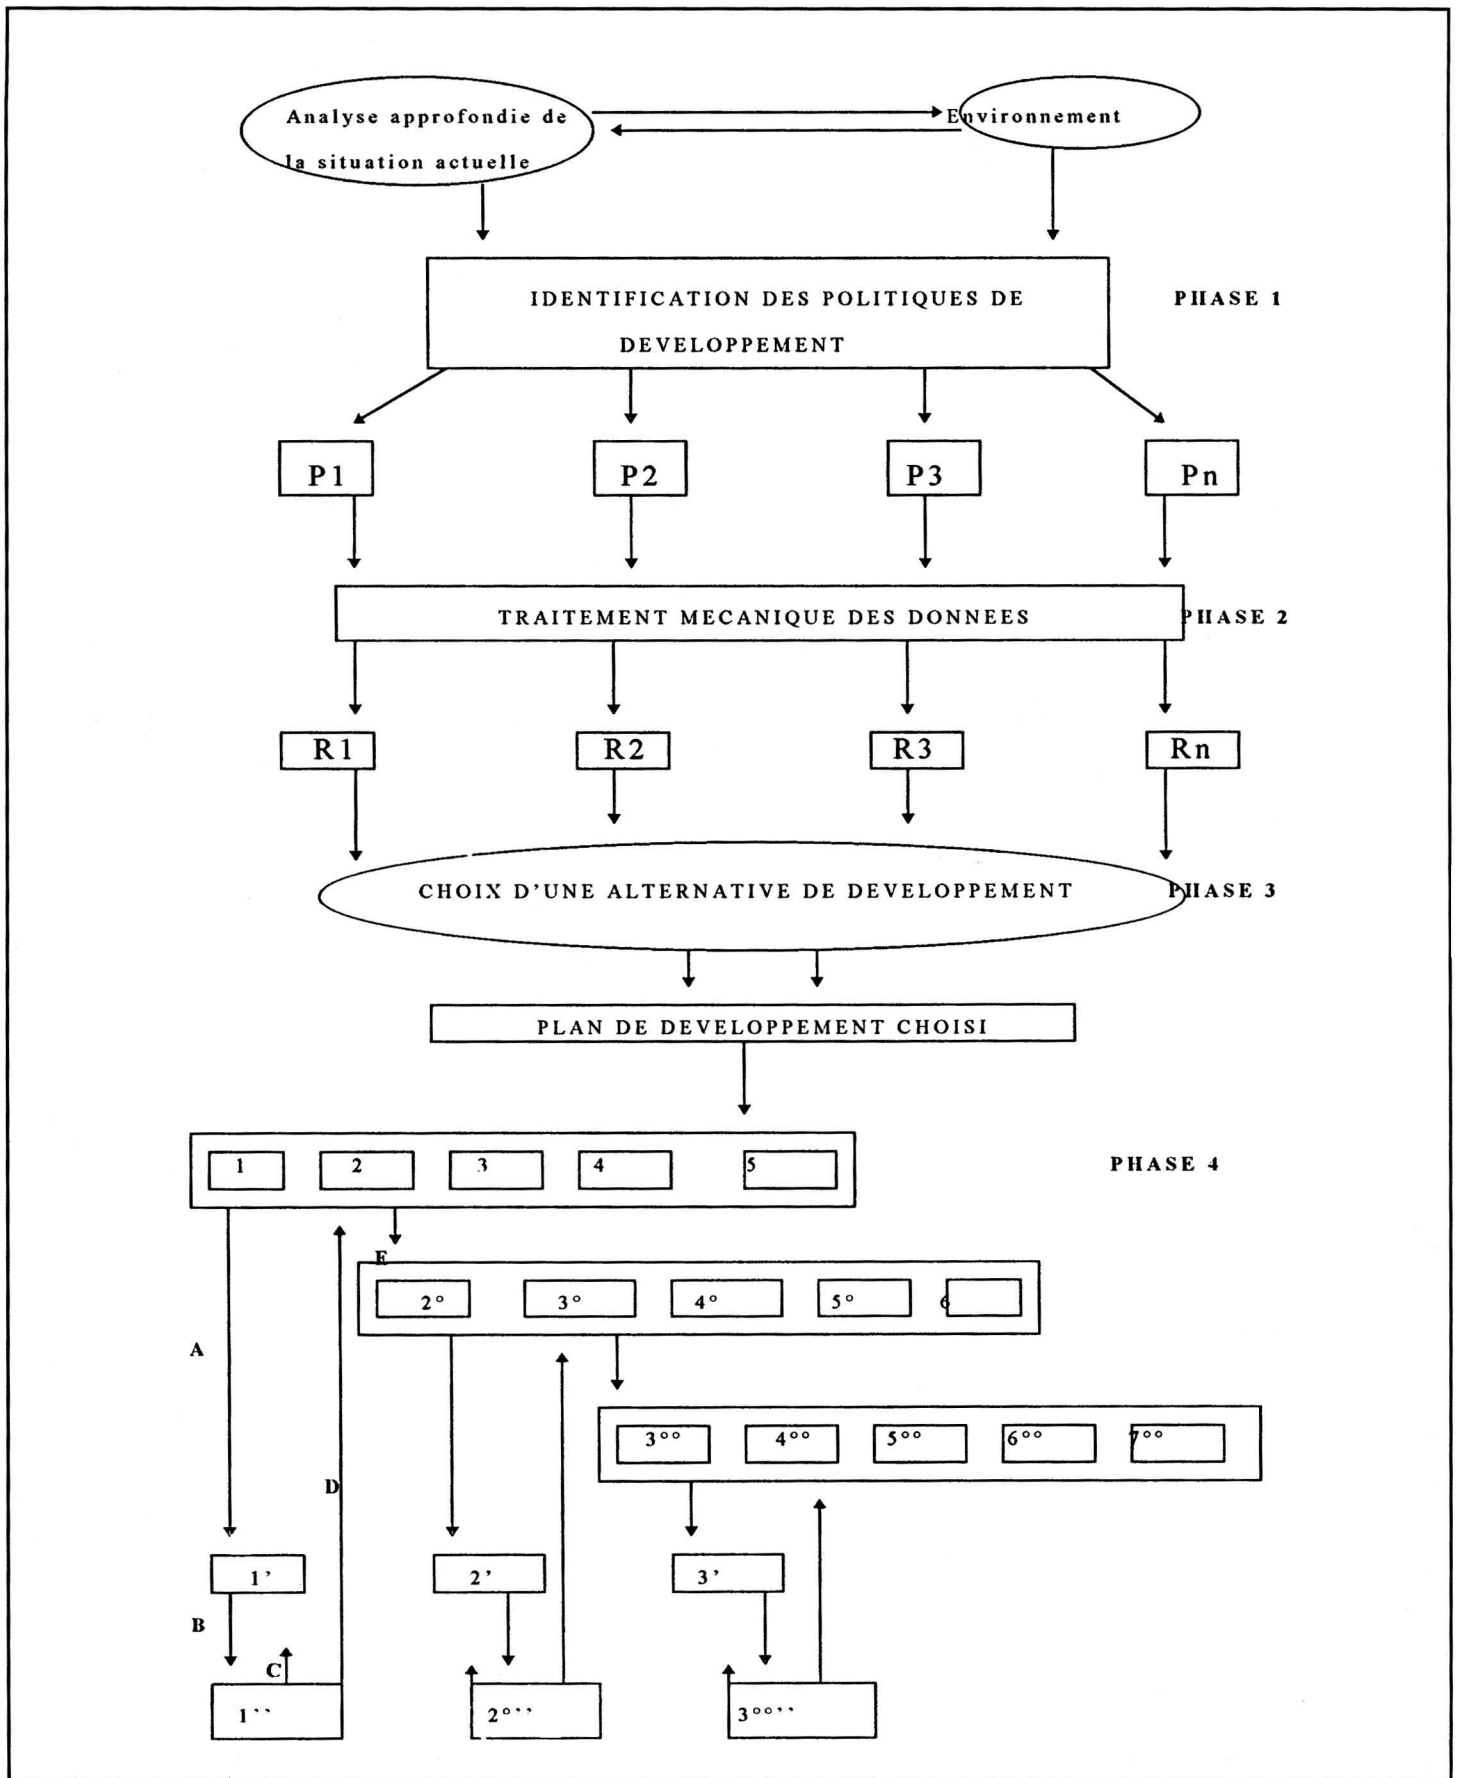 Analyse approfondie de
la situation actuelle
Environnement
IDENTIFICATION DES POLITIQUES DE
DEVELOPPEMENT
PHASE 1
P1 P2 P3 Pn
TRAITEMENT MECANIQUE DES DONNEES
PHASE 2
R1 R2 R3 Rn
CHOIX D'UNE ALTERNATIVE DE DEVELOPPEMENT
PHASE 3
PLAN DE DEVELOPPEMENT CHOISI
1 2 3 4 5
PHASE 4
E
2° 3° 4° 5° 6
A
3°° 4°° 5°° 6°° 7°°
D
1' 2' 3'
B
C
1`` 2°'' 3°°''